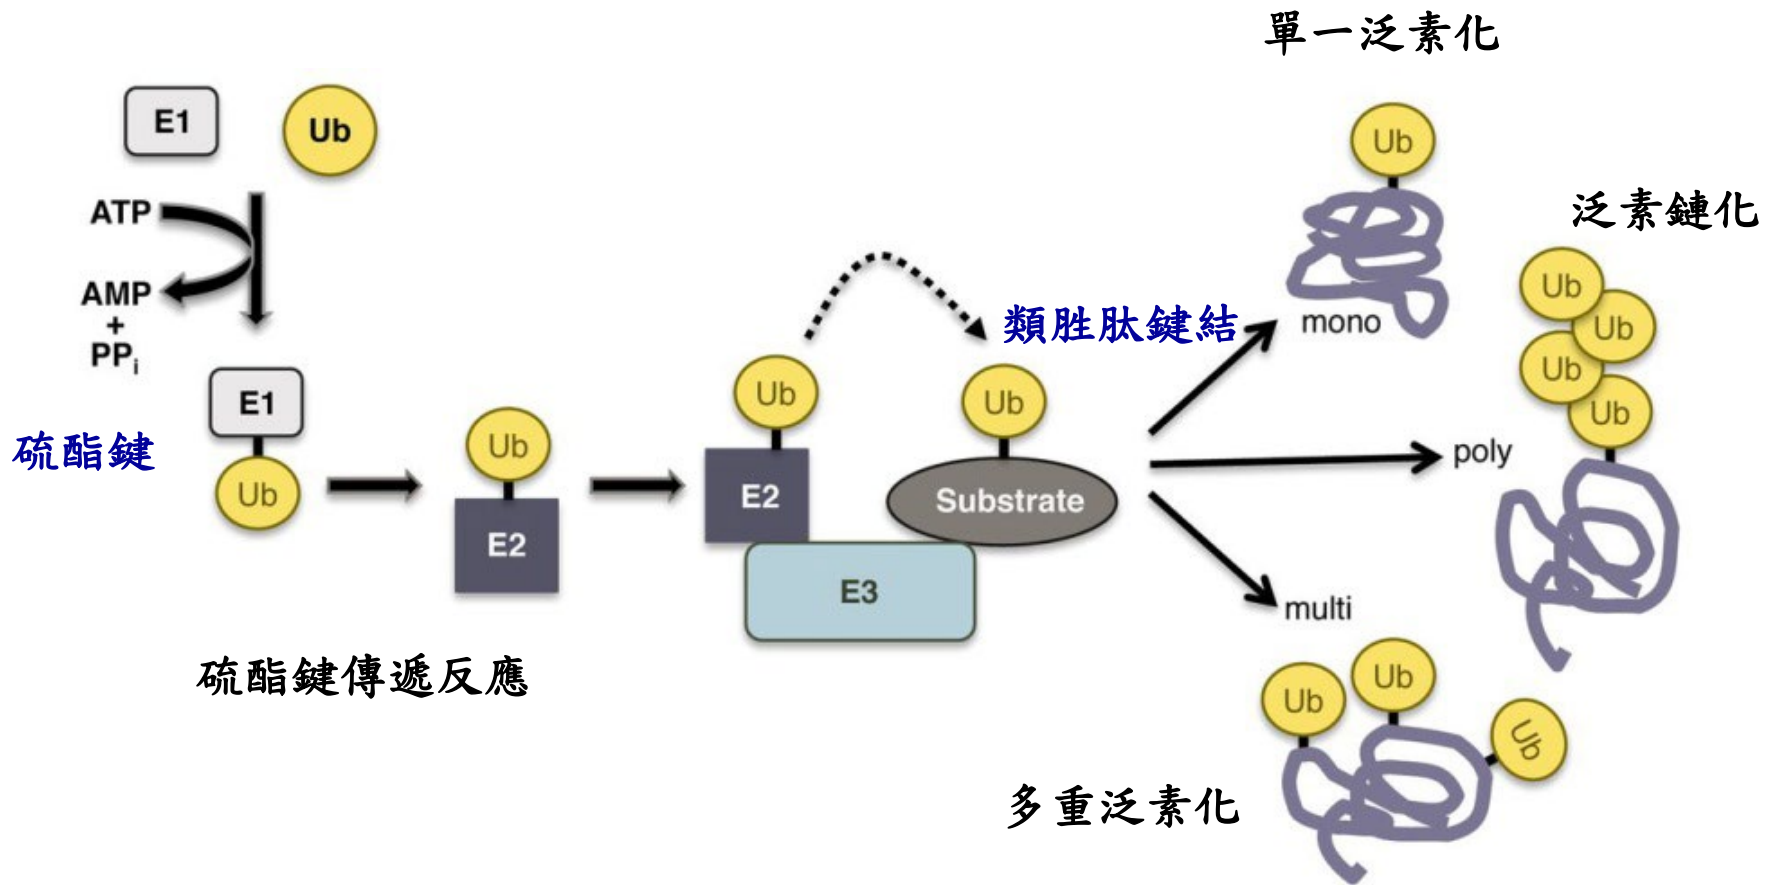 單一泛素化
E1
Ub
Ub
ATP
泛素鏈化
AMP
+
PPi
Ub
類胜肽鍵結
mono
Ub
Ub
Ub
E1
Ub
Ub
Ub
硫酯鍵
Ub
poly
Ub
E2
Substrate
E2
E3
multi
硫酯鍵傳遞反應
Ub
Ub
Ub
多重泛素化